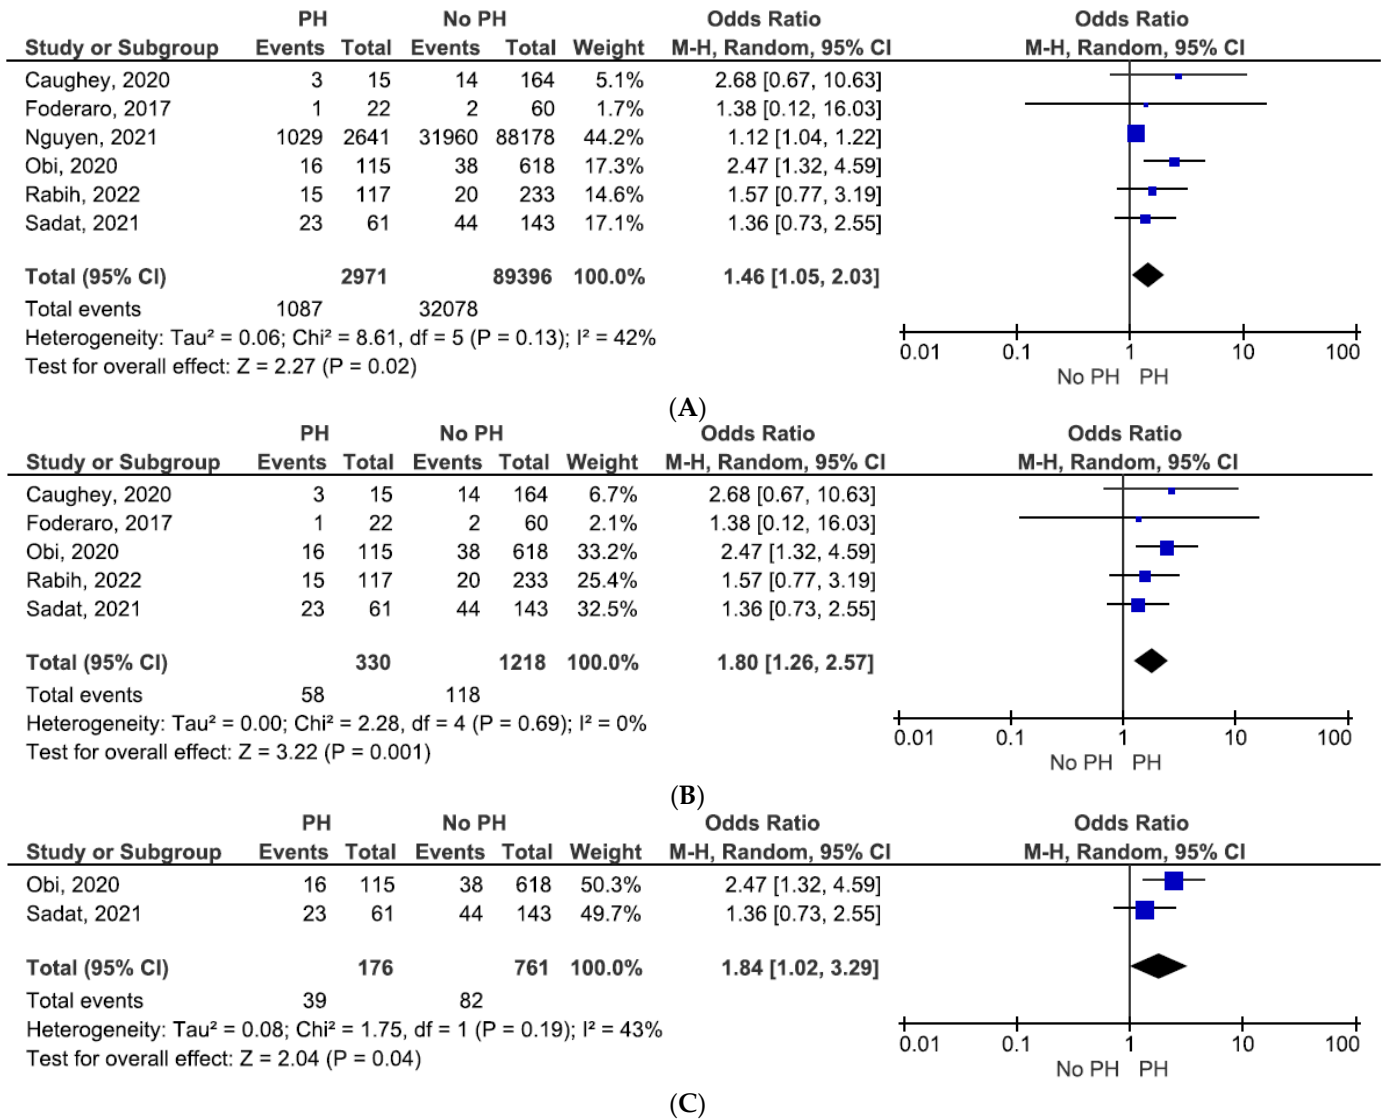 PH No PH Odds Ratio Odds Ratio
Study or Subgroup Events Total Events Total Weight M-H, Random, 95% CI M-H, Random, 95% CI
Caughey, 2020 3 15 14 164 5.1% 2.68 [0.67, 10.63]
Foderaro, 2017 1 22 2 60 1.7% 1.38 [0.12, 16.03]
Nguyen, 2021 1029 2641 31960 88178 44.2% 1.12 [1.04, 1.22]
Obi, 2020 16 115 38 618 17.3% 2.47 [1.32, 4.59]
Rabih, 2022 15 117 20 233 14.6% 1.57 [0.77, 3.19]
Sadat, 2021 23 61 44 143 17.1% 1.36 [0.73, 2.55]
Total (95% CI) 2971 89396 100.0% 1.46 [1.05, 2.03]
Total events 1087 32078
Heterogeneity: Tau² = 0.06; Chi² = 8.61, df = 5 (P = 0.13); I² = 42%
Test for overall effect: Z = 2.27 (P = 0.02)
0.01 0.1 1 10 100
No PH PH
(A)
PH No PH Odds Ratio Odds Ratio
Study or Subgroup Events Total Events Total Weight M-H, Random, 95% CI M-H, Random, 95% CI
Caughey, 2020 3 15 14 164 6.7% 2.68 [0.67, 10.63]
Foderaro, 2017 1 22 2 60 2.1% 1.38 [0.12, 16.03]
Obi, 2020 16 115 38 618 33.2% 2.47 [1.32, 4.59]
Rabih, 2022 15 117 20 233 25.4% 1.57 [0.77, 3.19]
Sadat, 2021 23 61 44 143 32.5% 1.36 [0.73, 2.55]
Total (95% CI) 330 1218 100.0% 1.80 [1.26, 2.57]
Total events 58 118
Heterogeneity: Tau² = 0.00; Chi² = 2.28, df = 4 (P = 0.69); I² = 0%
Test for overall effect: Z = 3.22 (P = 0.001)
0.01 0.1 1 10 100
No PH PH
(B)
PH No PH Odds Ratio Odds Ratio
Study or Subgroup Events Total Events Total Weight M-H, Random, 95% CI M-H, Random, 95% CI
Obi, 2020 16 115 38 618 50.3% 2.47 [1.32, 4.59]
Sadat, 2021 23 61 44 143 49.7% 1.36 [0.73, 2.55]
Total (95% CI) 176 761 100.0% 1.84 [1.02, 3.29]
Total events 39 82
Heterogeneity: Tau² = 0.08; Chi² = 1.75, df = 1 (P = 0.19); I² = 43%
Test for overall effect: Z = 2.04 (P = 0.04)
0.01 0.1 1 10 100
No PH PH
(C)